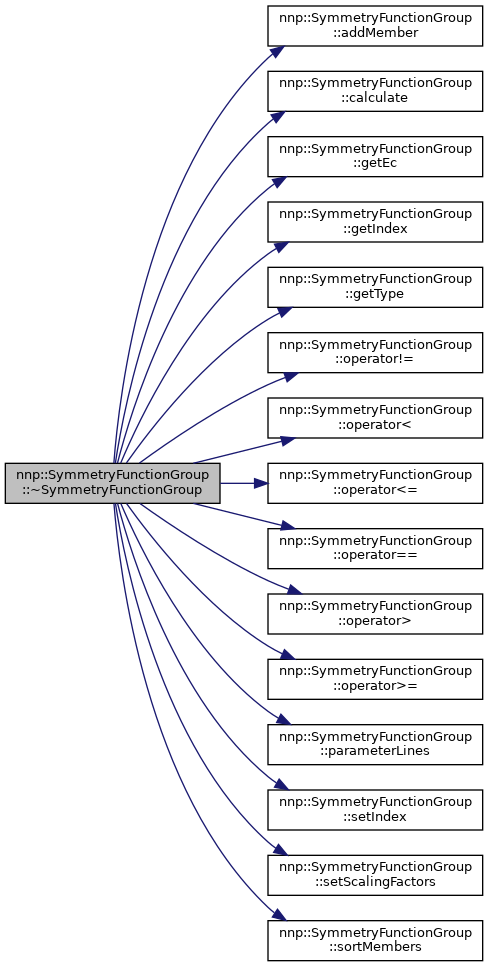 nnp::SymmetryFunctionGroup
::addMember
nnp::SymmetryFunctionGroup
::calculate
nnp::SymmetryFunctionGroup
::getEc
nnp::SymmetryFunctionGroup
::getIndex
nnp::SymmetryFunctionGroup
::getType
nnp::SymmetryFunctionGroup
::operator!=
nnp::SymmetryFunctionGroup
::operator<
nnp::SymmetryFunctionGroup
::~SymmetryFunctionGroup
nnp::SymmetryFunctionGroup
::operator<=
nnp::SymmetryFunctionGroup
::operator==
nnp::SymmetryFunctionGroup
::operator>
nnp::SymmetryFunctionGroup
::operator>=
nnp::SymmetryFunctionGroup
::parameterLines
nnp::SymmetryFunctionGroup
::setIndex
nnp::SymmetryFunctionGroup
::setScalingFactors
nnp::SymmetryFunctionGroup
::sortMembers